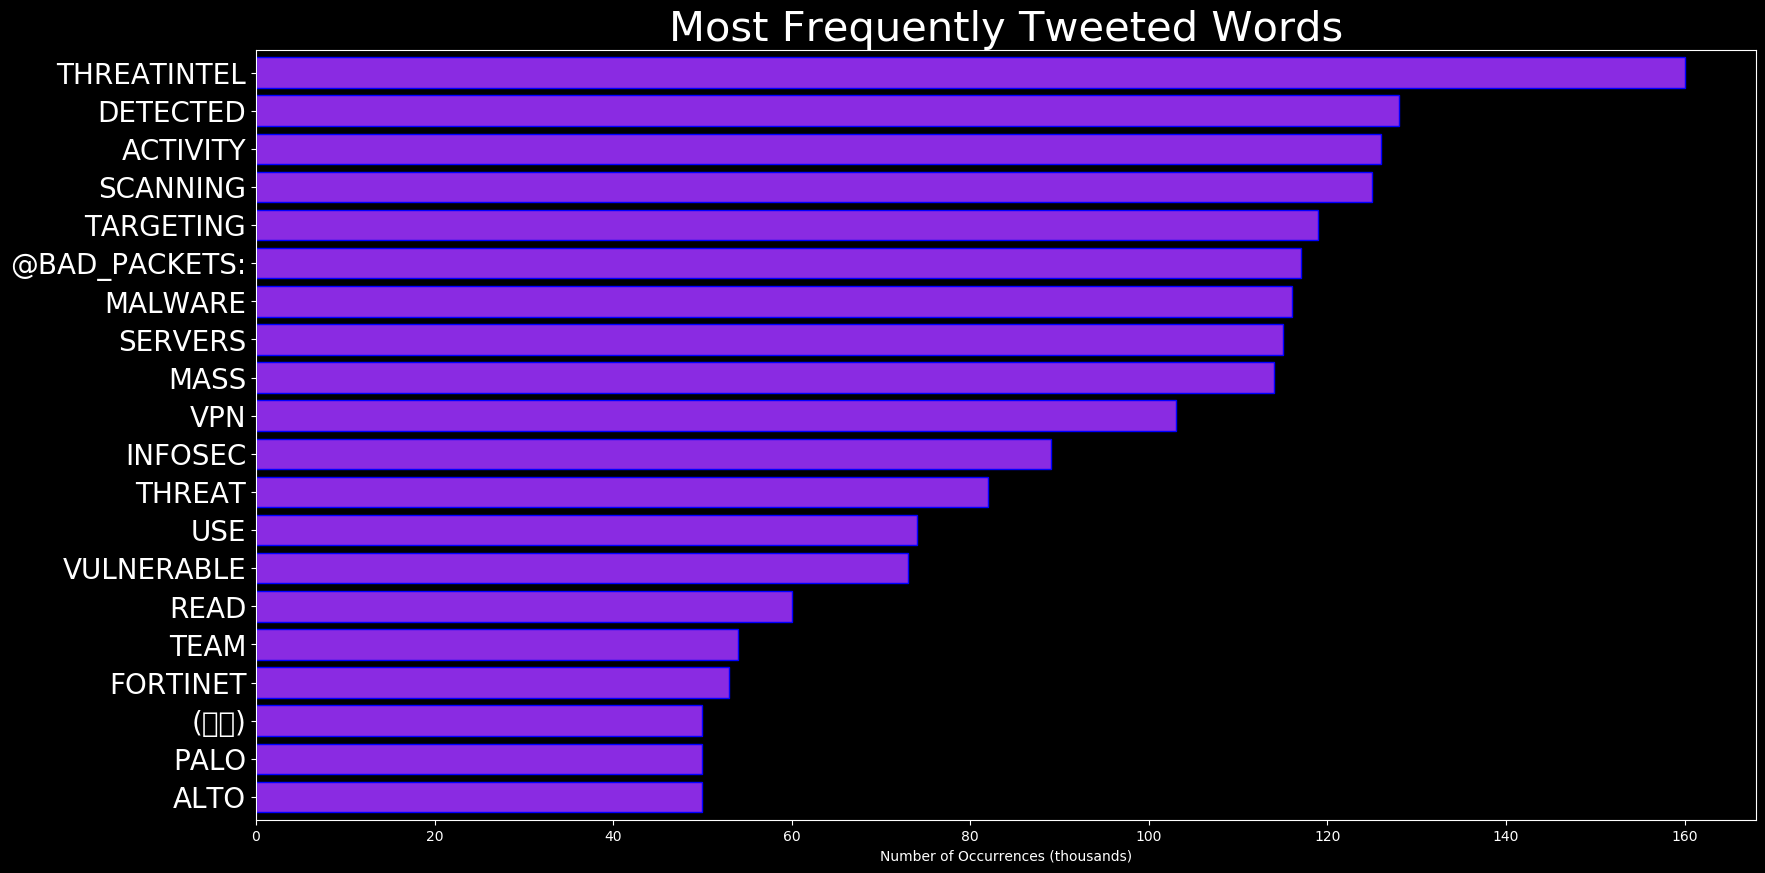 Most Frequently Tweeted Words
THREATINTEL
DETECTED
ACTIVITY
SCANNING
TARGETING
@BAD_PACKETS:
MALWARE
SERVERS
MASS
VPN
INFOSEC
THREAT
USE
VULNERABLE
READ
TEAM
FORTINET
(▯▯)
PALO
ALTO
0 20 40 60 80 100 120 140 160
Number of Occurrences (thousands)